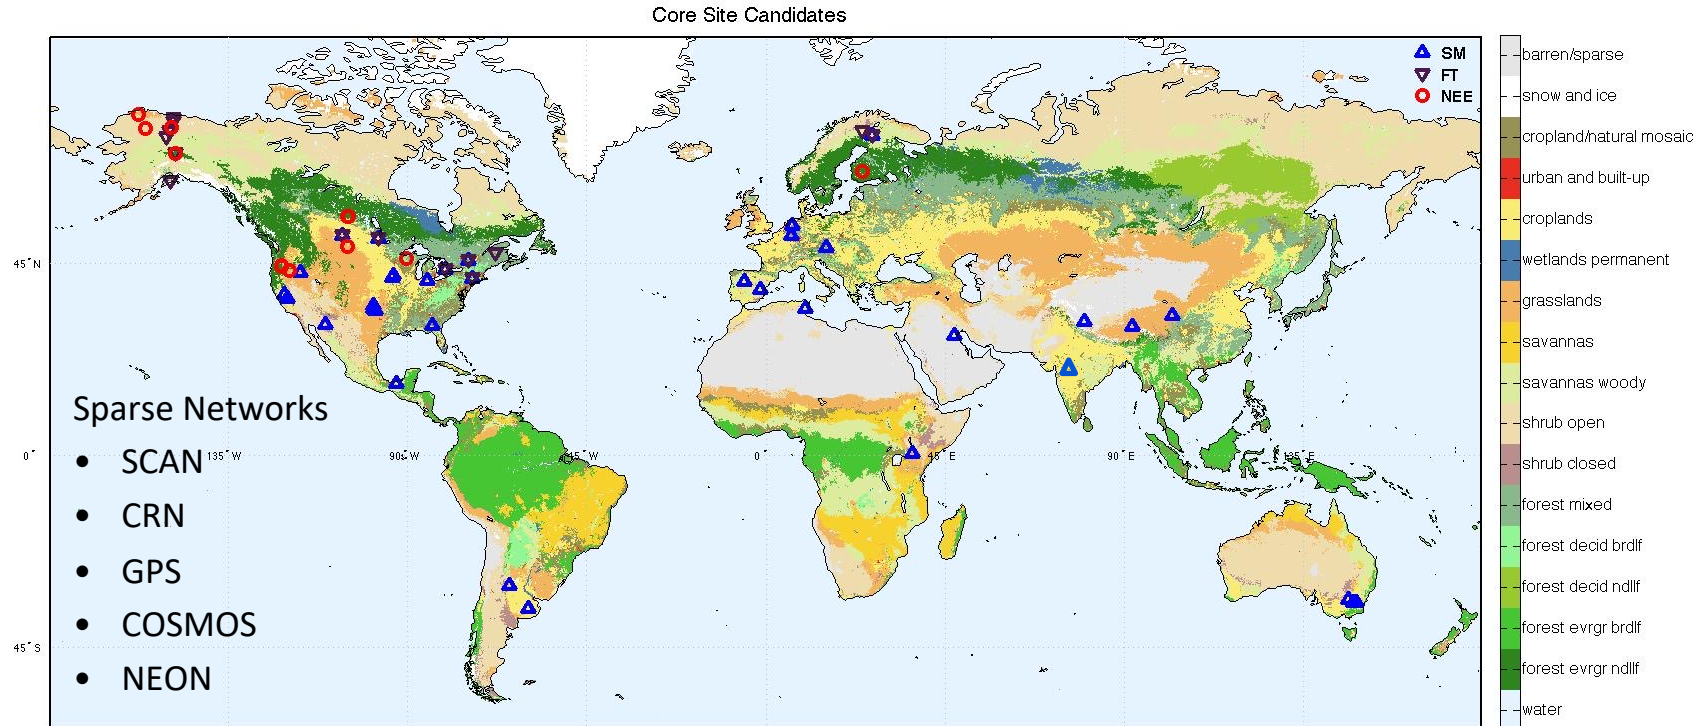 Core Site Candidates
SM
FT
NEE
barren/sparse
snow and ice
cropland/natural mosaic
urban and built-up
croplands
wetlands permanent
grasslands
savannas
savannas woody
shrub open
shrub closed
forest mixed
forest decid brdlf
forest decid ndllf
forest evrgr brdlf
forest evrgr ndllf
water
45°N
0°
45°S
135°W
90°W
45°W
0°
45°E
90°E
135°E
Sparse Networks
• SCAN
• CRN
• GPS
• COSMOS
• NEON